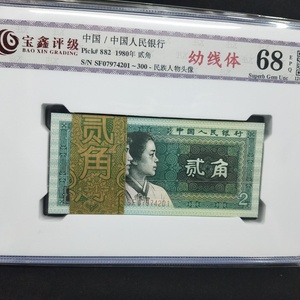 宝鑫评级
BAO XIN GRADING
中国 / 中国人民银行
Pick# 882 1980年 贰角
S/N SF07974201~300 - 民族人物头像
幼线体
68
EPQ
Superb Gem Unc
中国人民银行
贰角
贰角
2
SF07974201